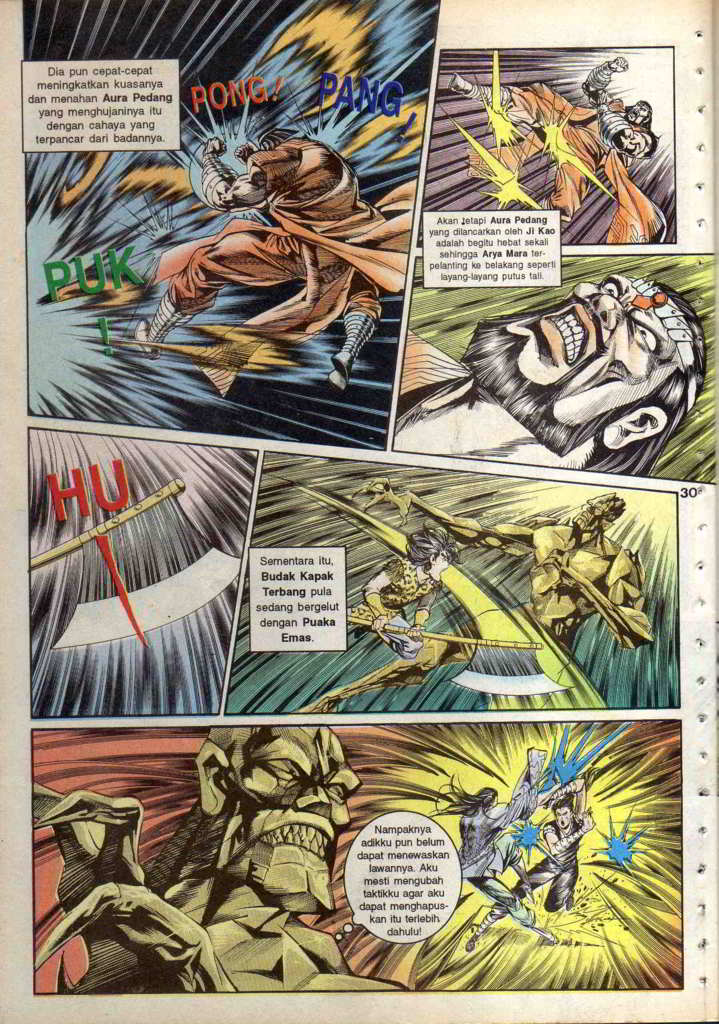 Dia pun cepat-cepat
meningkatkan kuasanya
dan menahan Aura Pedang
yang menghujaninya itu
dengan cahaya yang
terpancar dari badannya.
PONG!
PANG!
PUK!
Akan tetapi Aura Pedang
yang dilancarkan oleh Ji Kao
adalah begitu hebat sekali
sehingga Arya Mara ter-
pelanting ke belakang seperti
layang-layang putus tali.
HU
30
Sementara itu,
Budak Kapak
Terbang pula
sedang bergelut
dengan Puaka
Emas.
Nampaknya
adikku pun belum
dapat menewaskan
lawannya. Aku
mesti mengubah
taktikku agar aku
dapat menghapus-
kan itu terlebih
dahulu!